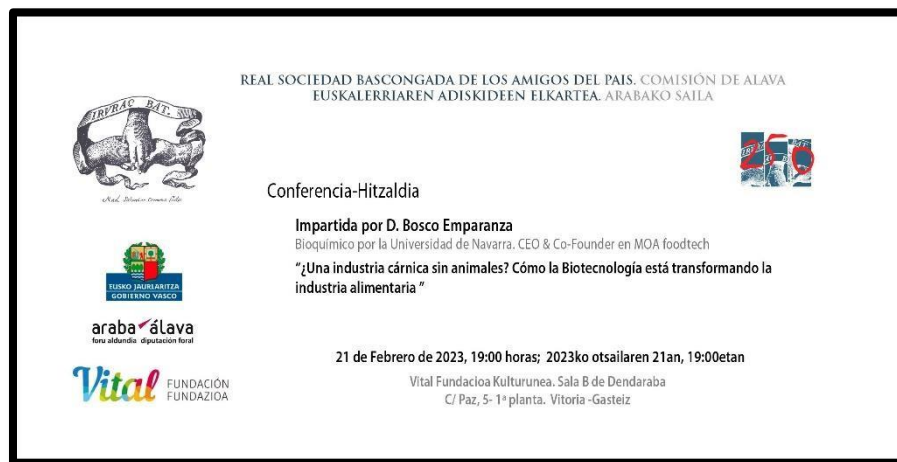 REAL SOCIEDAD BASCONGADA DE LOS AMIGOS DEL PAIS. COMISIÓN DE ALAVA
EUSKALERRIAREN ADISKIDEEN ELKARTEA. ARABAKO SAILA
IRVRAC BAT.
250
Conferencia-Hitzaldia
Impartida por D. Bosco Emparanza
Bioquímico por la Universidad de Navarra. CEO & Co-Founder en MOA foodtech
“¿Una industria cárnica sin animales? Cómo la Biotecnología está transformando la
industria alimentaria ”
EUSKO JAURLARITZA
GOBIERNO VASCO
araba álava
foru aldundia diputación foral
Vital FUNDACIÓN
FUNDAZIOA
21 de Febrero de 2023, 19:00 horas; 2023ko otsailaren 21an, 19:00etan
Vital Fundazioa Kulturunea. Sala B de Dendaraba
C/ Paz, 5- 1ª planta. Vitoria -Gasteiz